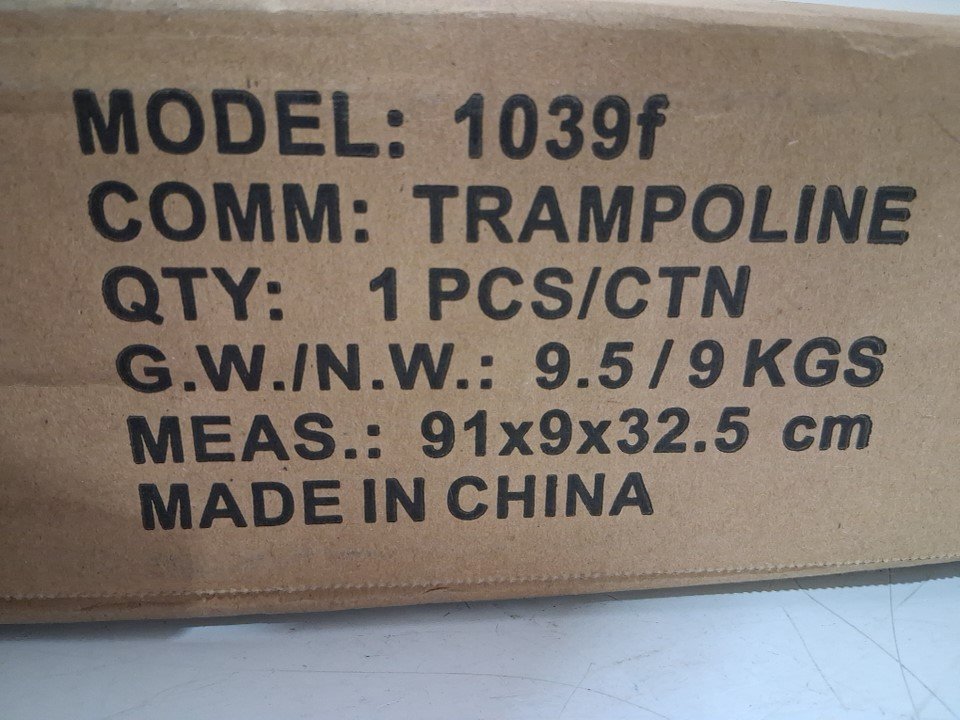 MODEL: 1039f
COMM: TRAMPOLINE
QTY: 1 PCS/CTN
G.W./N.W.: 9.5 / 9 KGS
MEAS.: 91x9x32.5 cm
MADE IN CHINA